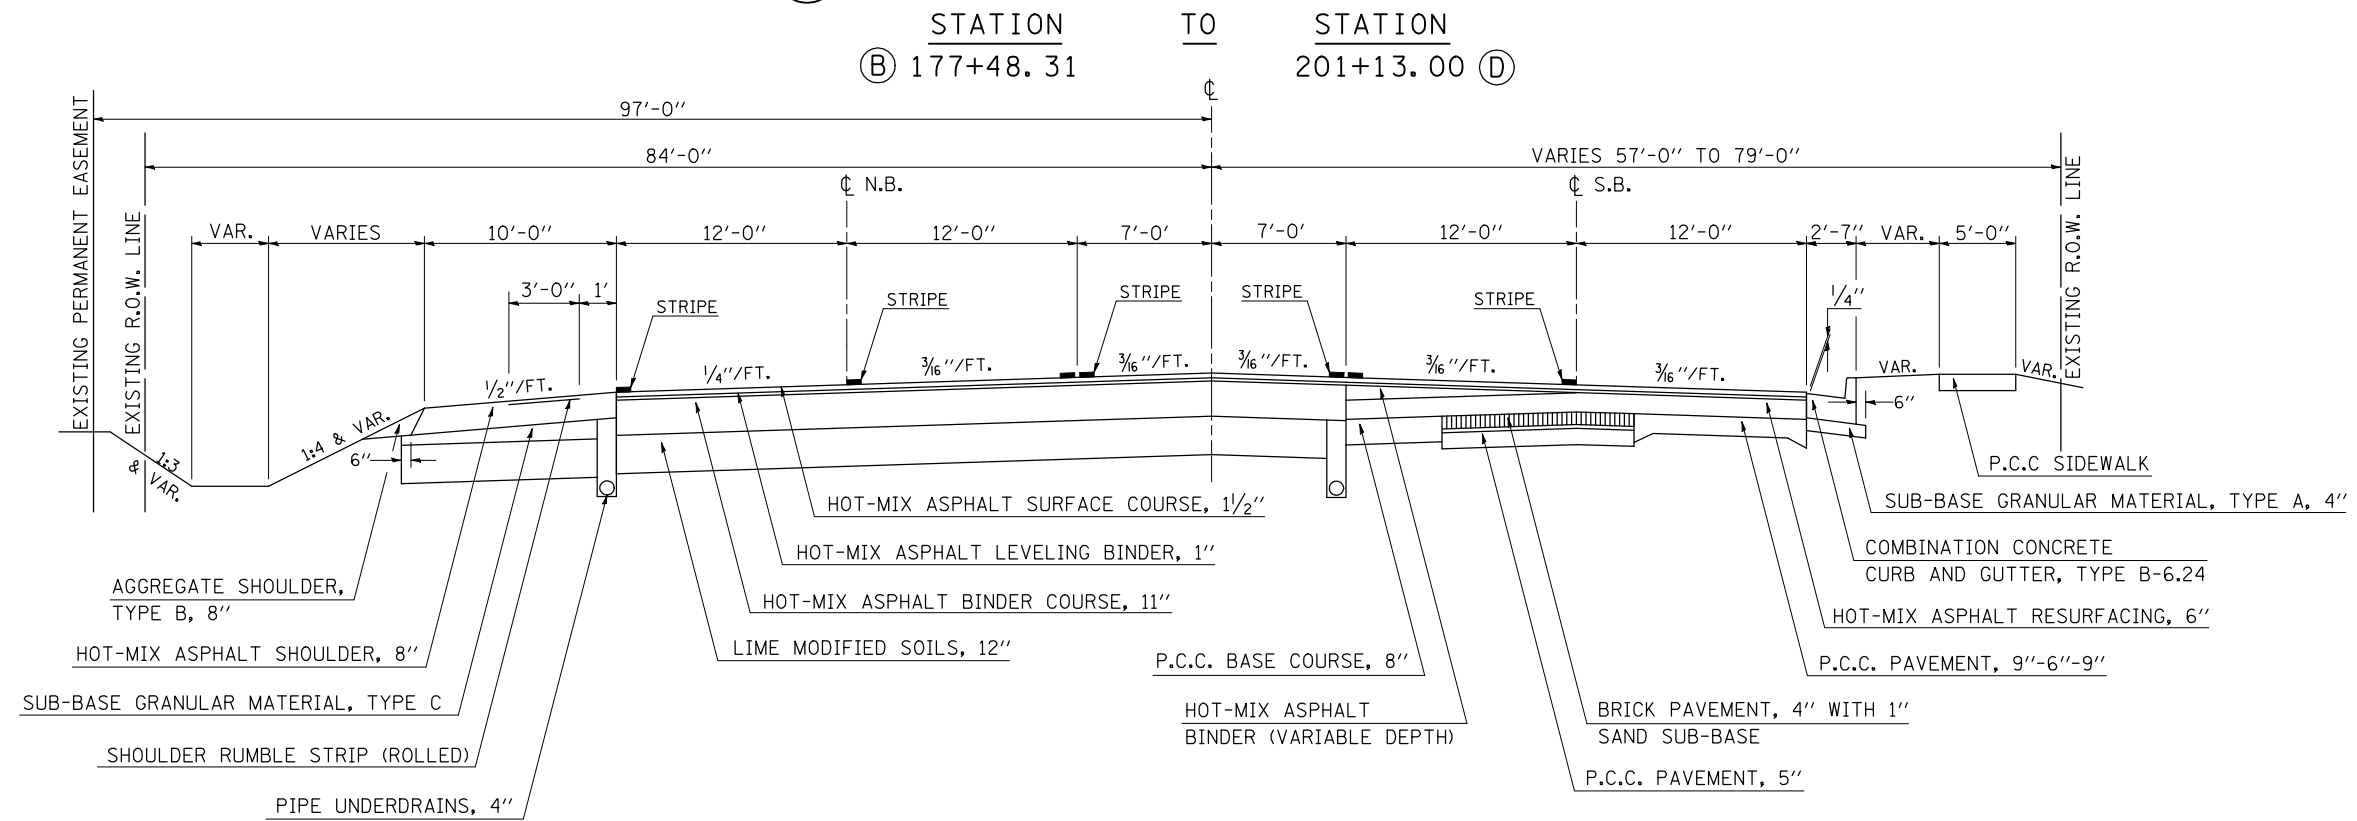 STATION TO STATION
Ⓑ 177+48.31 201+13.00 Ⓓ
℄
97'-0''
84'-0''
VARIES 57'-0'' TO 79'-0''
℄ N.B.
℄ S.B.
EXISTING PERMANENT EASEMENT
EXISTING R.O.W. LINE
EXISTING R.O.W. LINE
VAR. VARIES 10'-0'' 12'-0'' 12'-0'' 7'-0' 7'-0' 12'-0'' 12'-0'' 2'-7'' VAR. 5'-0''
3'-0'' 1'
STRIPE
STRIPE
STRIPE
STRIPE
STRIPE
1/4''
1/2''/FT.
1/4''/FT.
3/16''/FT.
3/16''/FT.
3/16''/FT.
3/16''/FT.
3/16''/FT.
VAR.
VAR.
6''
1:3
& VAR.
1:4 & VAR.
6''
P.C.C SIDEWALK
SUB-BASE GRANULAR MATERIAL, TYPE A, 4''
COMBINATION CONCRETE
CURB AND GUTTER, TYPE B-6.24
HOT-MIX ASPHALT RESURFACING, 6''
P.C.C. PAVEMENT, 9''-6''-9''
BRICK PAVEMENT, 4'' WITH 1''
SAND SUB-BASE
P.C.C. PAVEMENT, 5''
HOT-MIX ASPHALT SURFACE COURSE, 1 1/2''
HOT-MIX ASPHALT LEVELING BINDER, 1''
HOT-MIX ASPHALT BINDER COURSE, 11''
LIME MODIFIED SOILS, 12''
P.C.C. BASE COURSE, 8''
HOT-MIX ASPHALT
BINDER (VARIABLE DEPTH)
AGGREGATE SHOULDER,
TYPE B, 8''
HOT-MIX ASPHALT SHOULDER, 8''
SUB-BASE GRANULAR MATERIAL, TYPE C
SHOULDER RUMBLE STRIP (ROLLED)
PIPE UNDERDRAINS, 4''